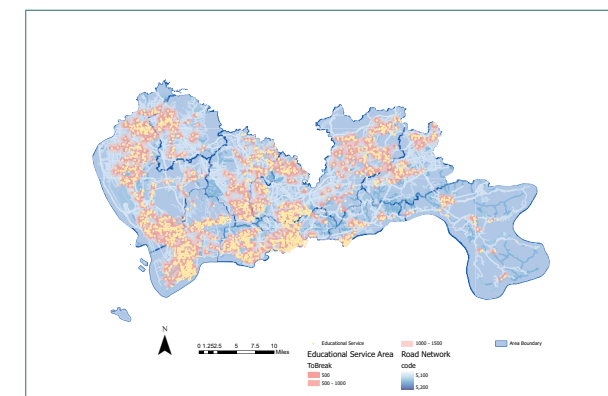 N
0 1.252.5 5 7.5 10
Miles
Educational Service
Educational Service Area
ToBreak
500
500 - 1000
1000 - 1500
Road Network
code
5,100
5,200
Area Boundary